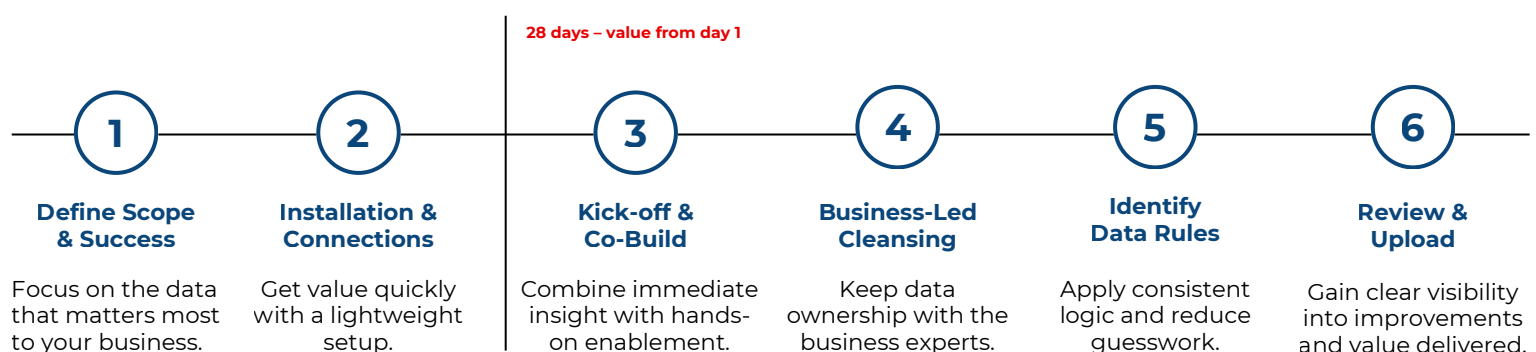 28 days – value from day 1
1
2
3
4
5
6
Define Scope
& Success
Installation &
Connections
Kick-off &
Co-Build
Business-Led
Cleansing
Identify
Data Rules
Review &
Upload
Focus on the data
that matters most
to your business.
Get value quickly
with a lightweight
setup.
Combine immediate
insight with hands-
on enablement.
Keep data
ownership with the
business experts.
Apply consistent
logic and reduce
guesswork.
Gain clear visibility
into improvements
and value delivered.